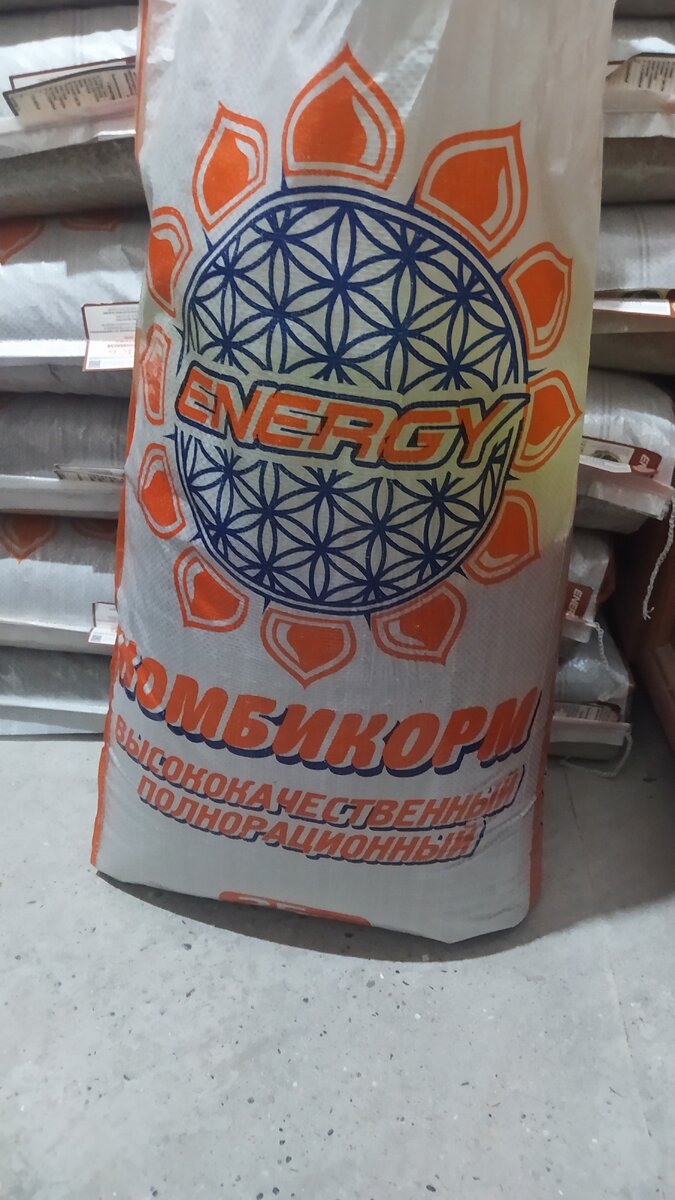 ENERGY
КОМБИКОРМ
ВЫСОКОКАЧЕСТВЕННЫЙ
ПОЛНОРАЦИОННЫЙ